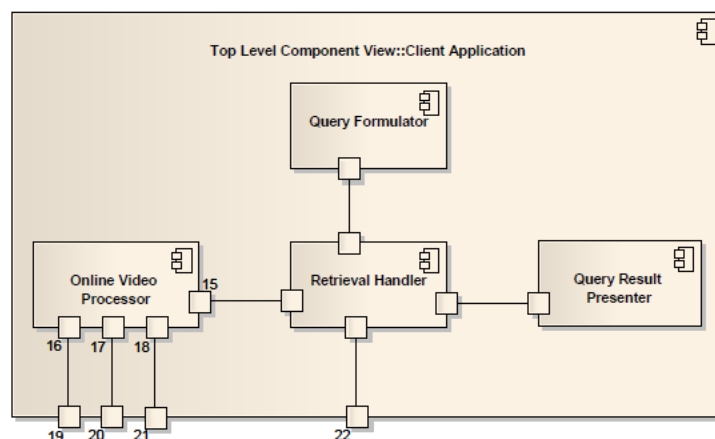 Top Level Component View::Client Application
Query Formulator
Online Video
Processor
15
Retrieval Handler
Query Result
Presenter
16
17
18
19
20
21
22